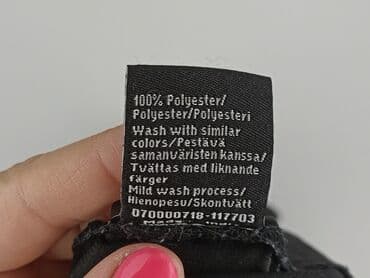 100% Polyester/
Polyester/Polyesteri
Wash with similar
colors/Pestävä
samanväristen kanssa/
Tvättas med liknande
färger
Mild wash process/
Hienopesu/Skontvätt
070000718-117703
Made